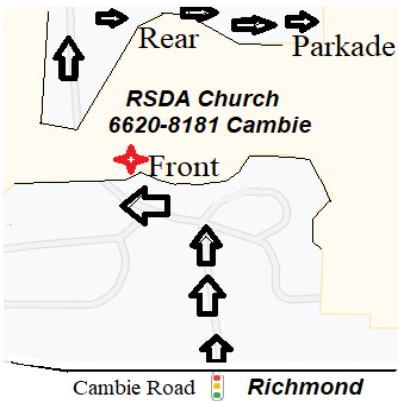 Rear
Parkade
RSDA Church
6620-8181 Cambie
Front
Cambie Road Richmond